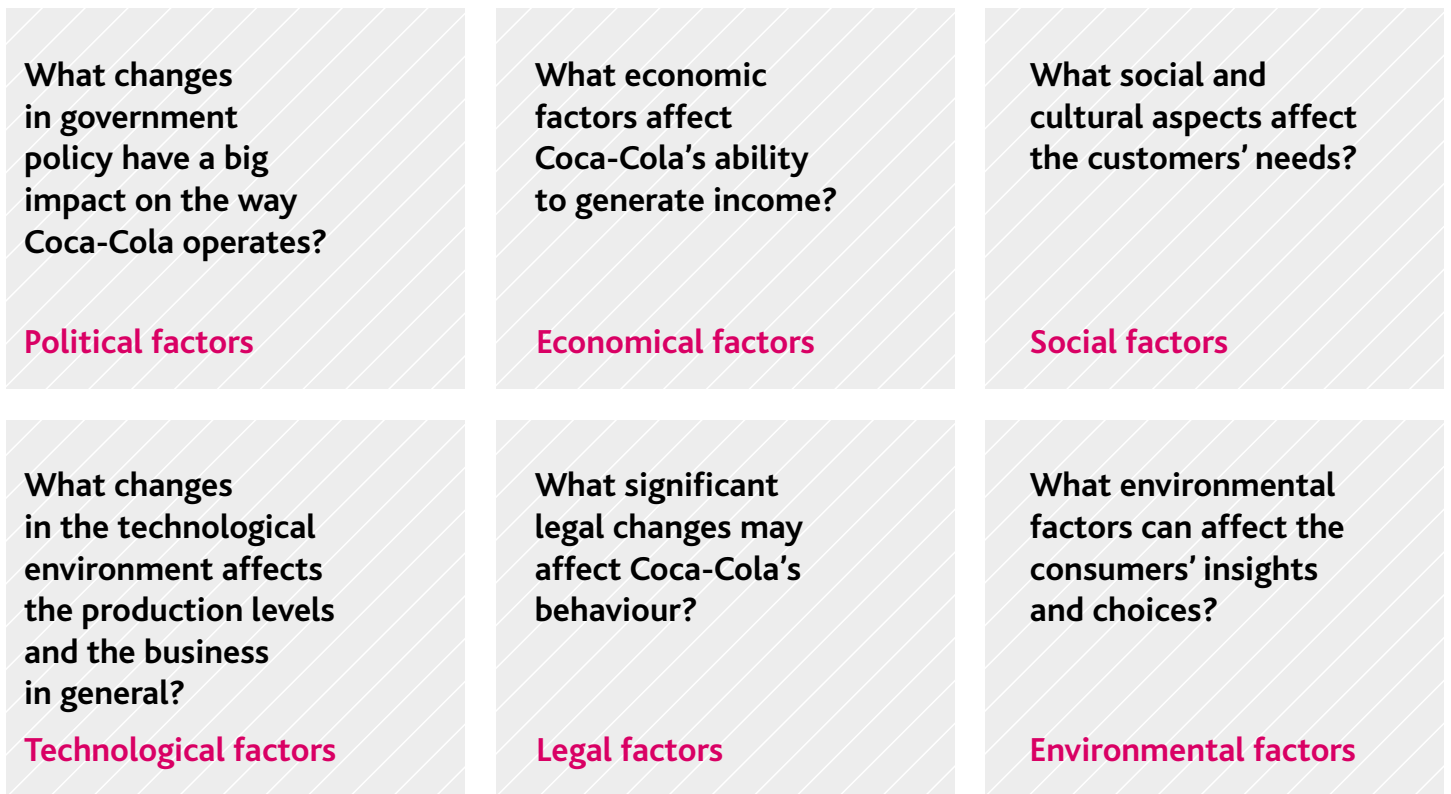 What changes
in government
policy have a big
impact on the way
Coca-Cola operates?
Political factors
What economic
factors affect
Coca-Cola's ability
to generate income?
Economical factors
What social and
cultural aspects affect
the customers' needs?
Social factors
What changes
in the technological
environment affects
the production levels
and the business
in general?
Technological factors
What significant
legal changes may
affect Coca-Cola's
behaviour?
Legal factors
What environmental
factors can affect the
consumers' insights
and choices?
Environmental factors